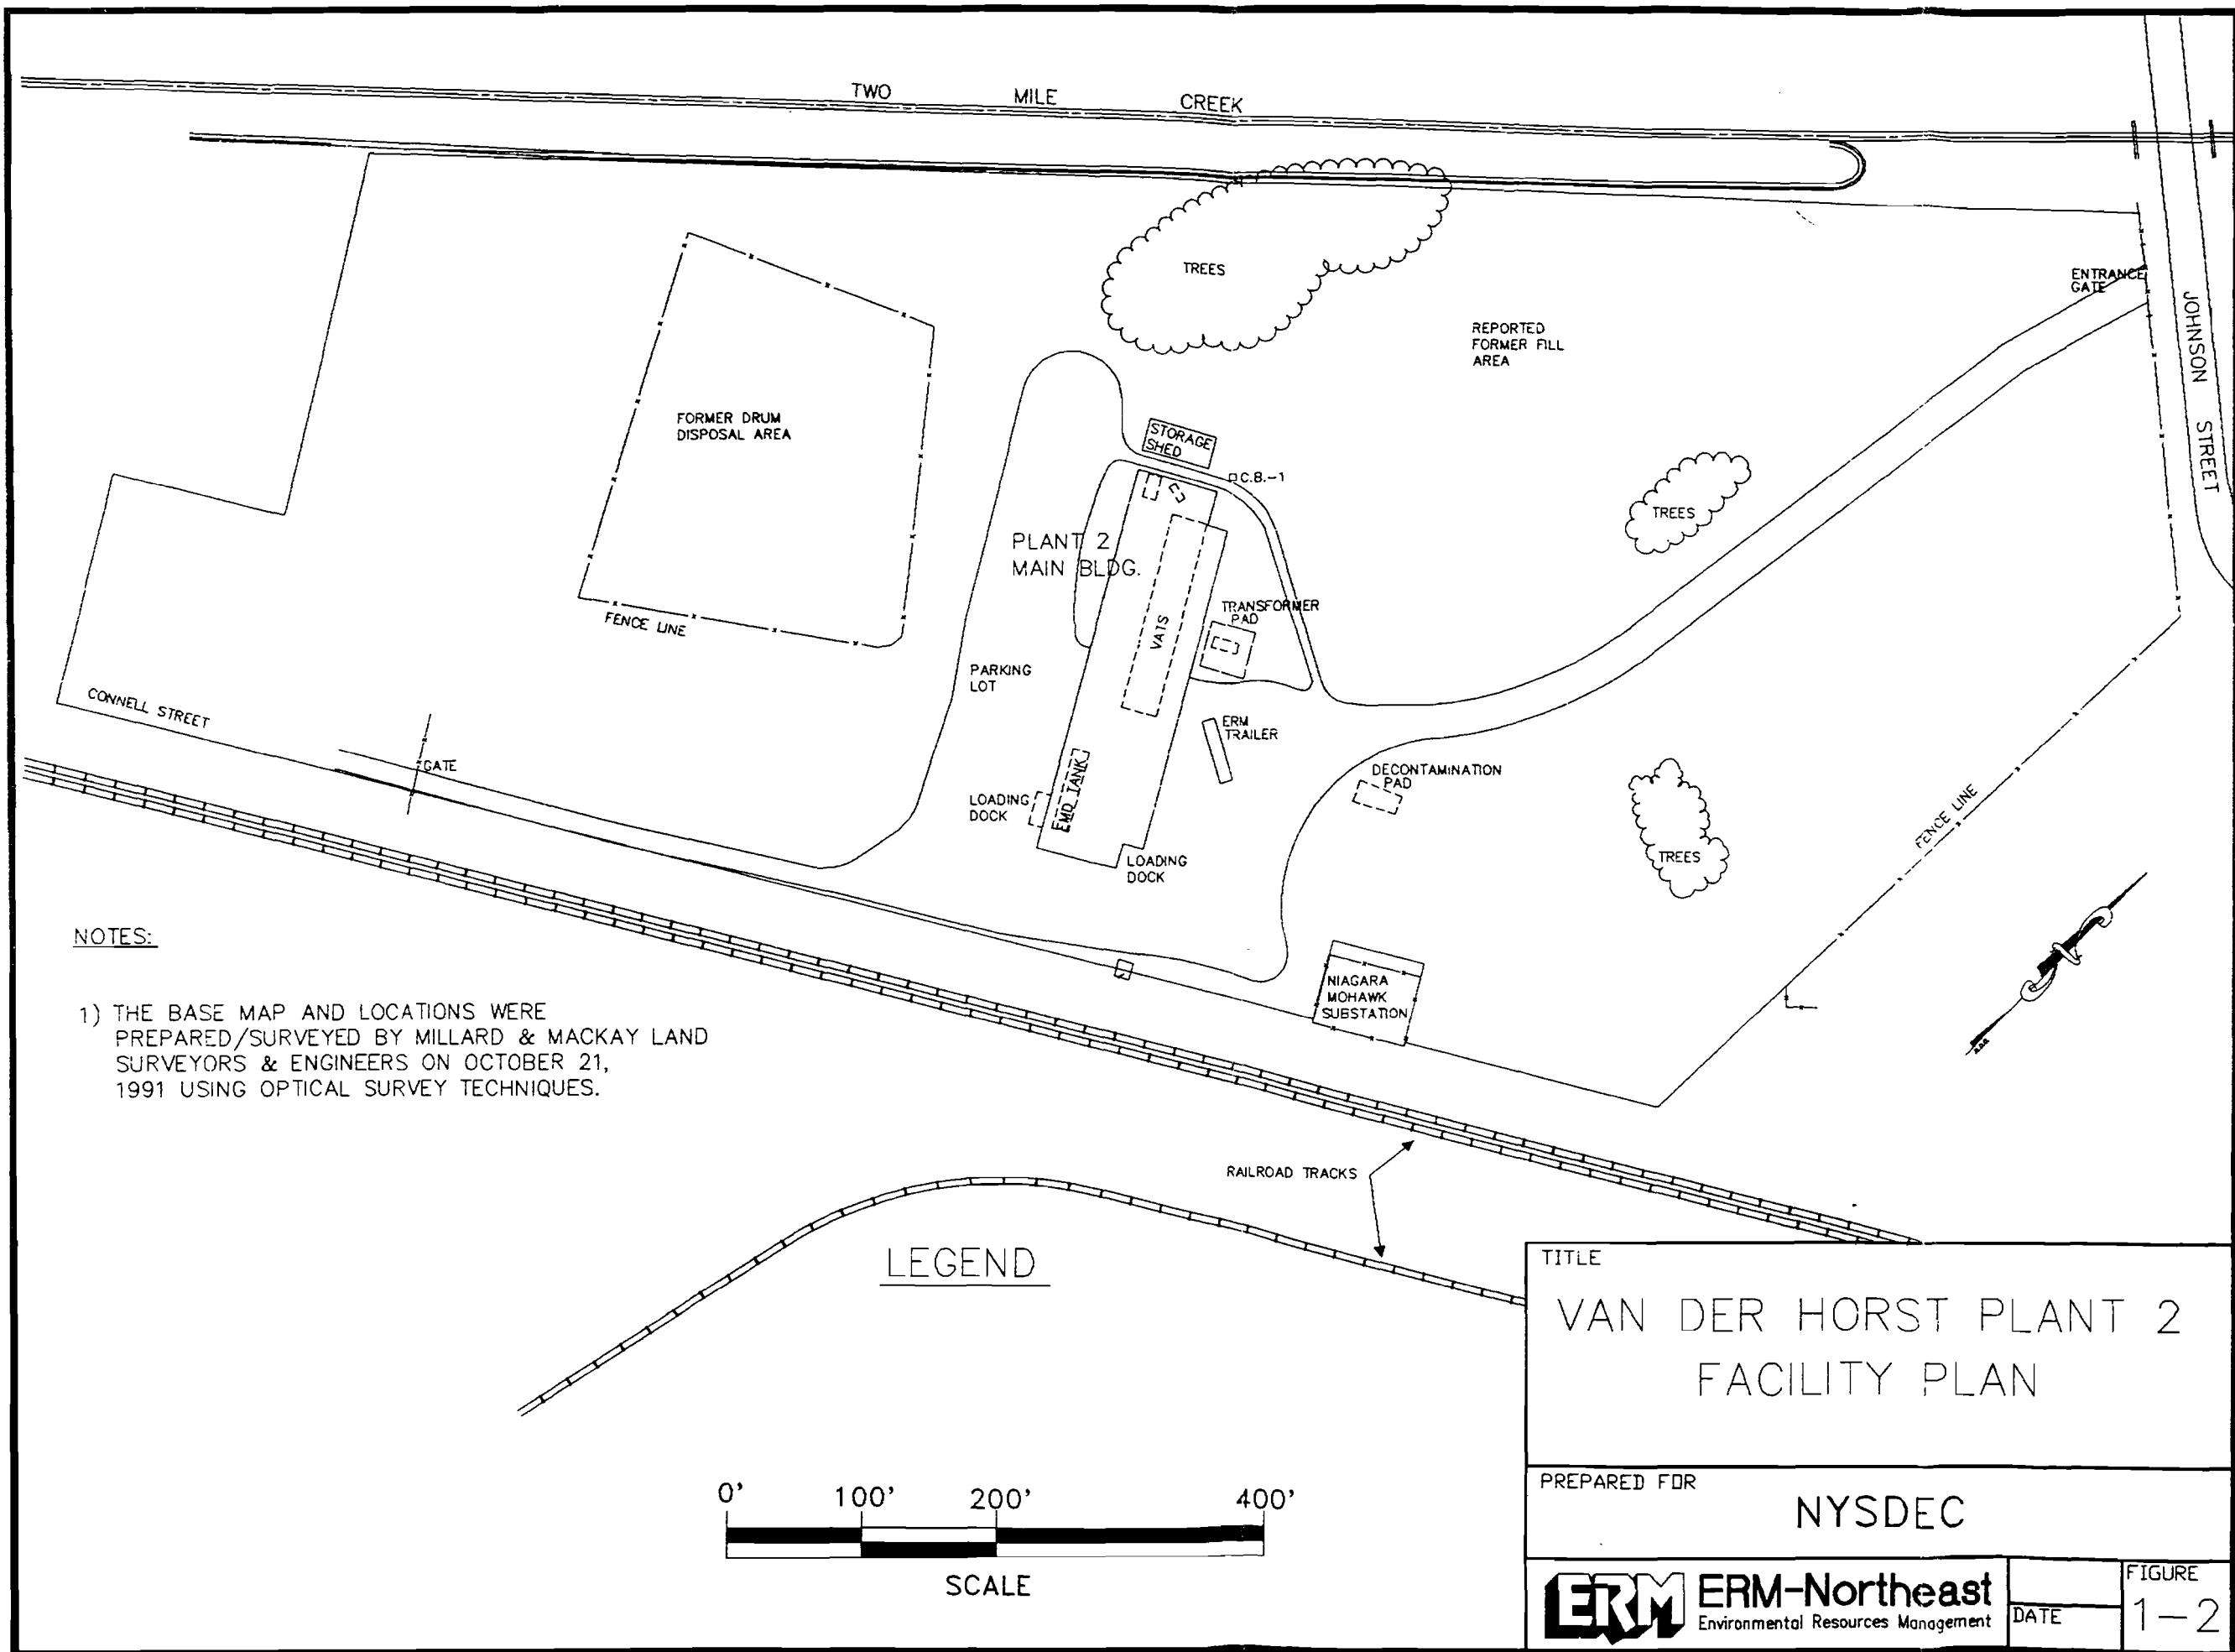 TWO MILE CREEK
TREES
ENTRANCE
GATE
JOHNSON STREET
REPORTED
FORMER FILL
AREA
FORMER DRUM
DISPOSAL AREA
STORAGE
SHED
C.B.-1
TREES
PLANT 2
MAIN BLDG.
VATS
TRANSFORMER
PAD
FENCE LINE
PARKING
LOT
CONNELL STREET
GATE
ERM
TRAILER
EMD TANK
LOADING
DOCK
DECONTAMINATION
PAD
LOADING
DOCK
TREES
FENCE LINE
NIAGARA
MOHAWK
SUBSTATION
NOTES:
1) THE BASE MAP AND LOCATIONS WERE
PREPARED/SURVEYED BY MILLARD & MACKAY LAND
SURVEYORS & ENGINEERS ON OCTOBER 21,
1991 USING OPTICAL SURVEY TECHNIQUES.
RAILROAD TRACKS
LEGEND
0' 100' 200' 400'
SCALE
TITLE
VAN DER HORST PLANT 2
FACILITY PLAN
PREPARED FOR
NYSDEC
ERM ERM-Northeast
Environmental Resources Management
DATE
FIGURE
1-2